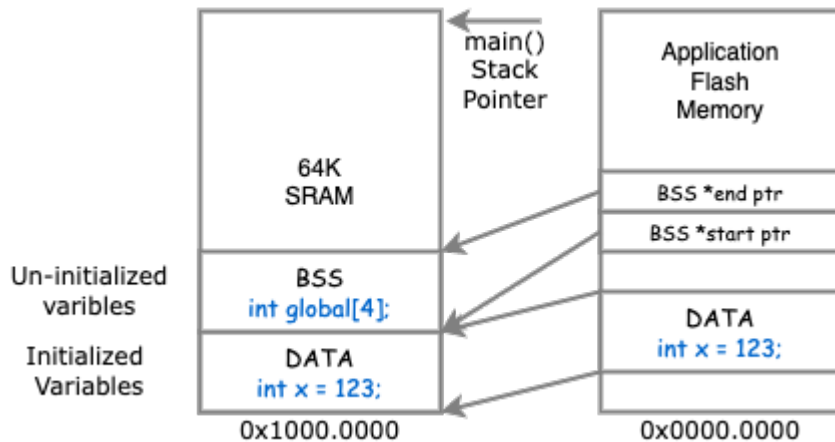 main()
Stack
Pointer
Application
Flash
Memory
64K
SRAM
BSS *end ptr
BSS *start ptr
Un-initialized
varibles
BSS
int global[4];
Initialized
Variables
DATA
int x = 123;
DATA
int x = 123;
0x1000.0000
0x0000.0000